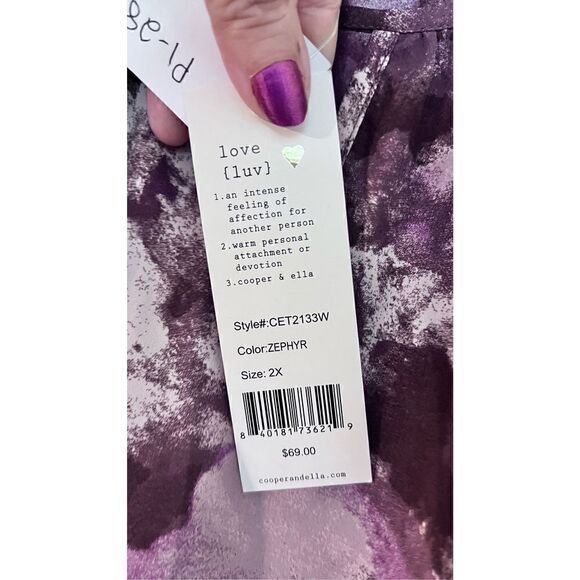 love
{luv}
1.an intense
feeling of
affection for
another person
2.warm personal
attachment or
devotion
3.cooper & ella
Style#:CET2133W
Color:ZEPHYR
Size: 2X
8 40181 73621 9
$69.00
cooperandella.com